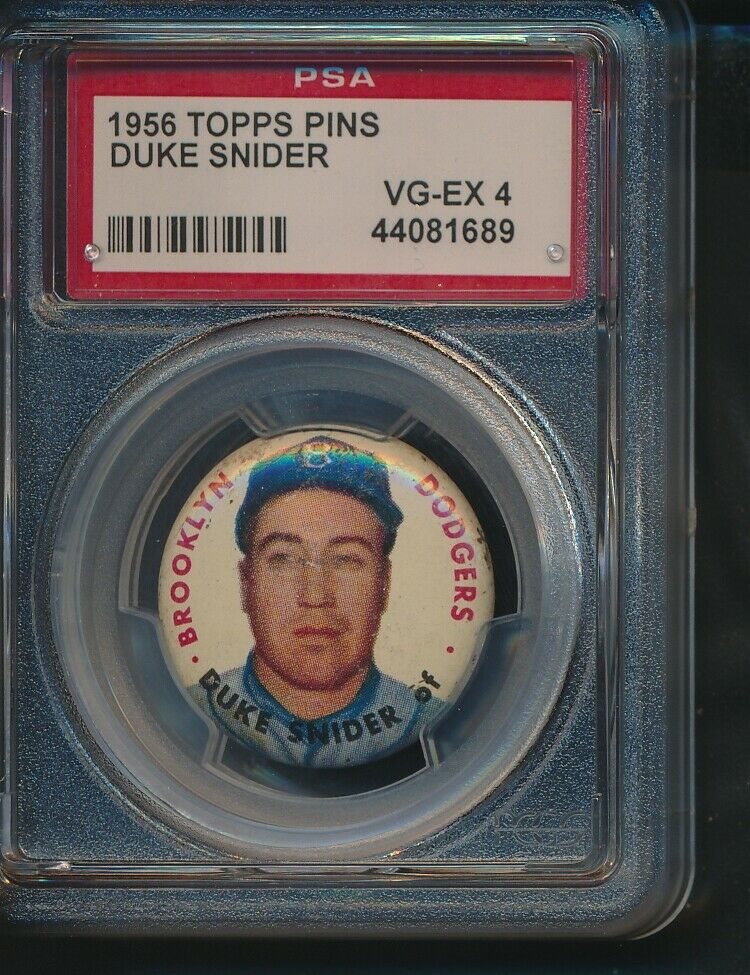 PSA
1956 TOPPS PINS
DUKE SNIDER
VG-EX 4
44081689
B
• BROOKLYN DODGERS •
DUKE SNIDER of